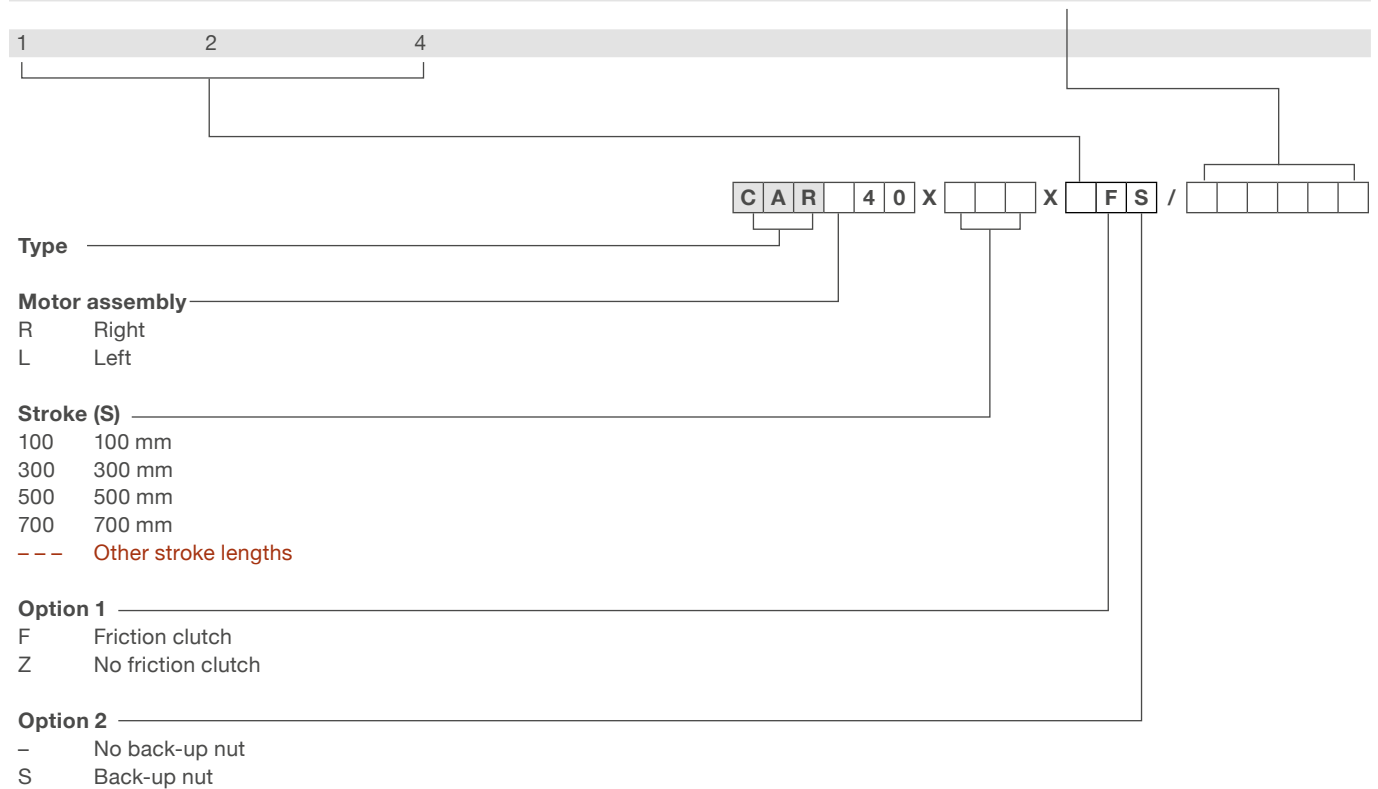 1 2 4
C A R 4 0 X X F S /
Type
Motor assembly
R Right
L Left
Stroke (S)
100 100 mm
300 300 mm
500 500 mm
700 700 mm
– – – Other stroke lengths
Option 1
F Friction clutch
Z No friction clutch
Option 2
– No back-up nut
S Back-up nut